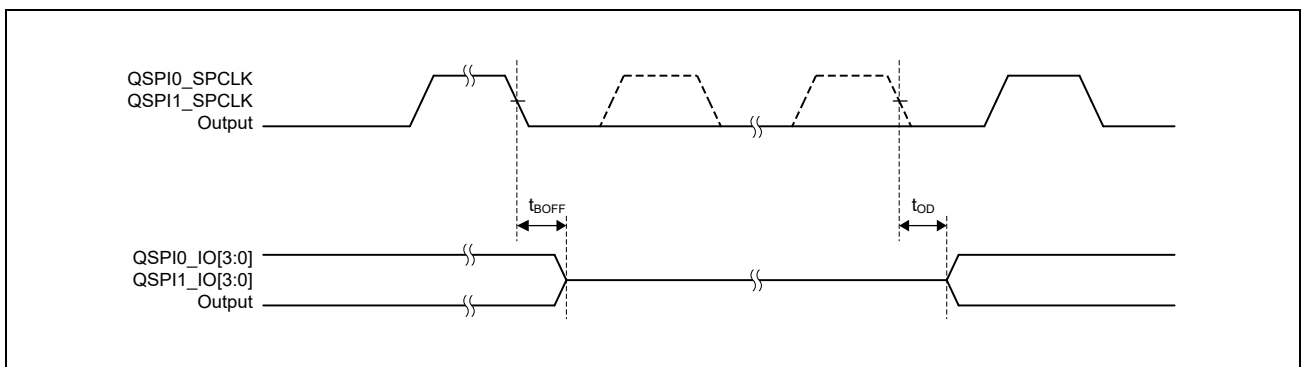 QSPI0_SPCLK
QSPI1_SPCLK
Output
tBOFF
tOD
QSPI0_IO[3:0]
QSPI1_IO[3:0]
Output